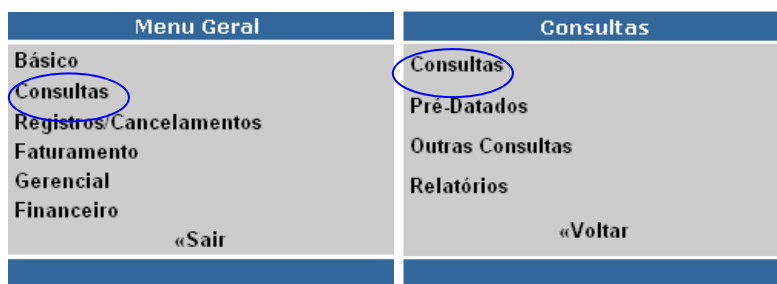 Menu Geral
Básico
Consultas
Registros/Cancelamentos
Faturamento
Gerencial
Financeiro
«Sair
Consultas
Consultas
Pré-Datados
Outras Consultas
Relatórios
«Voltar